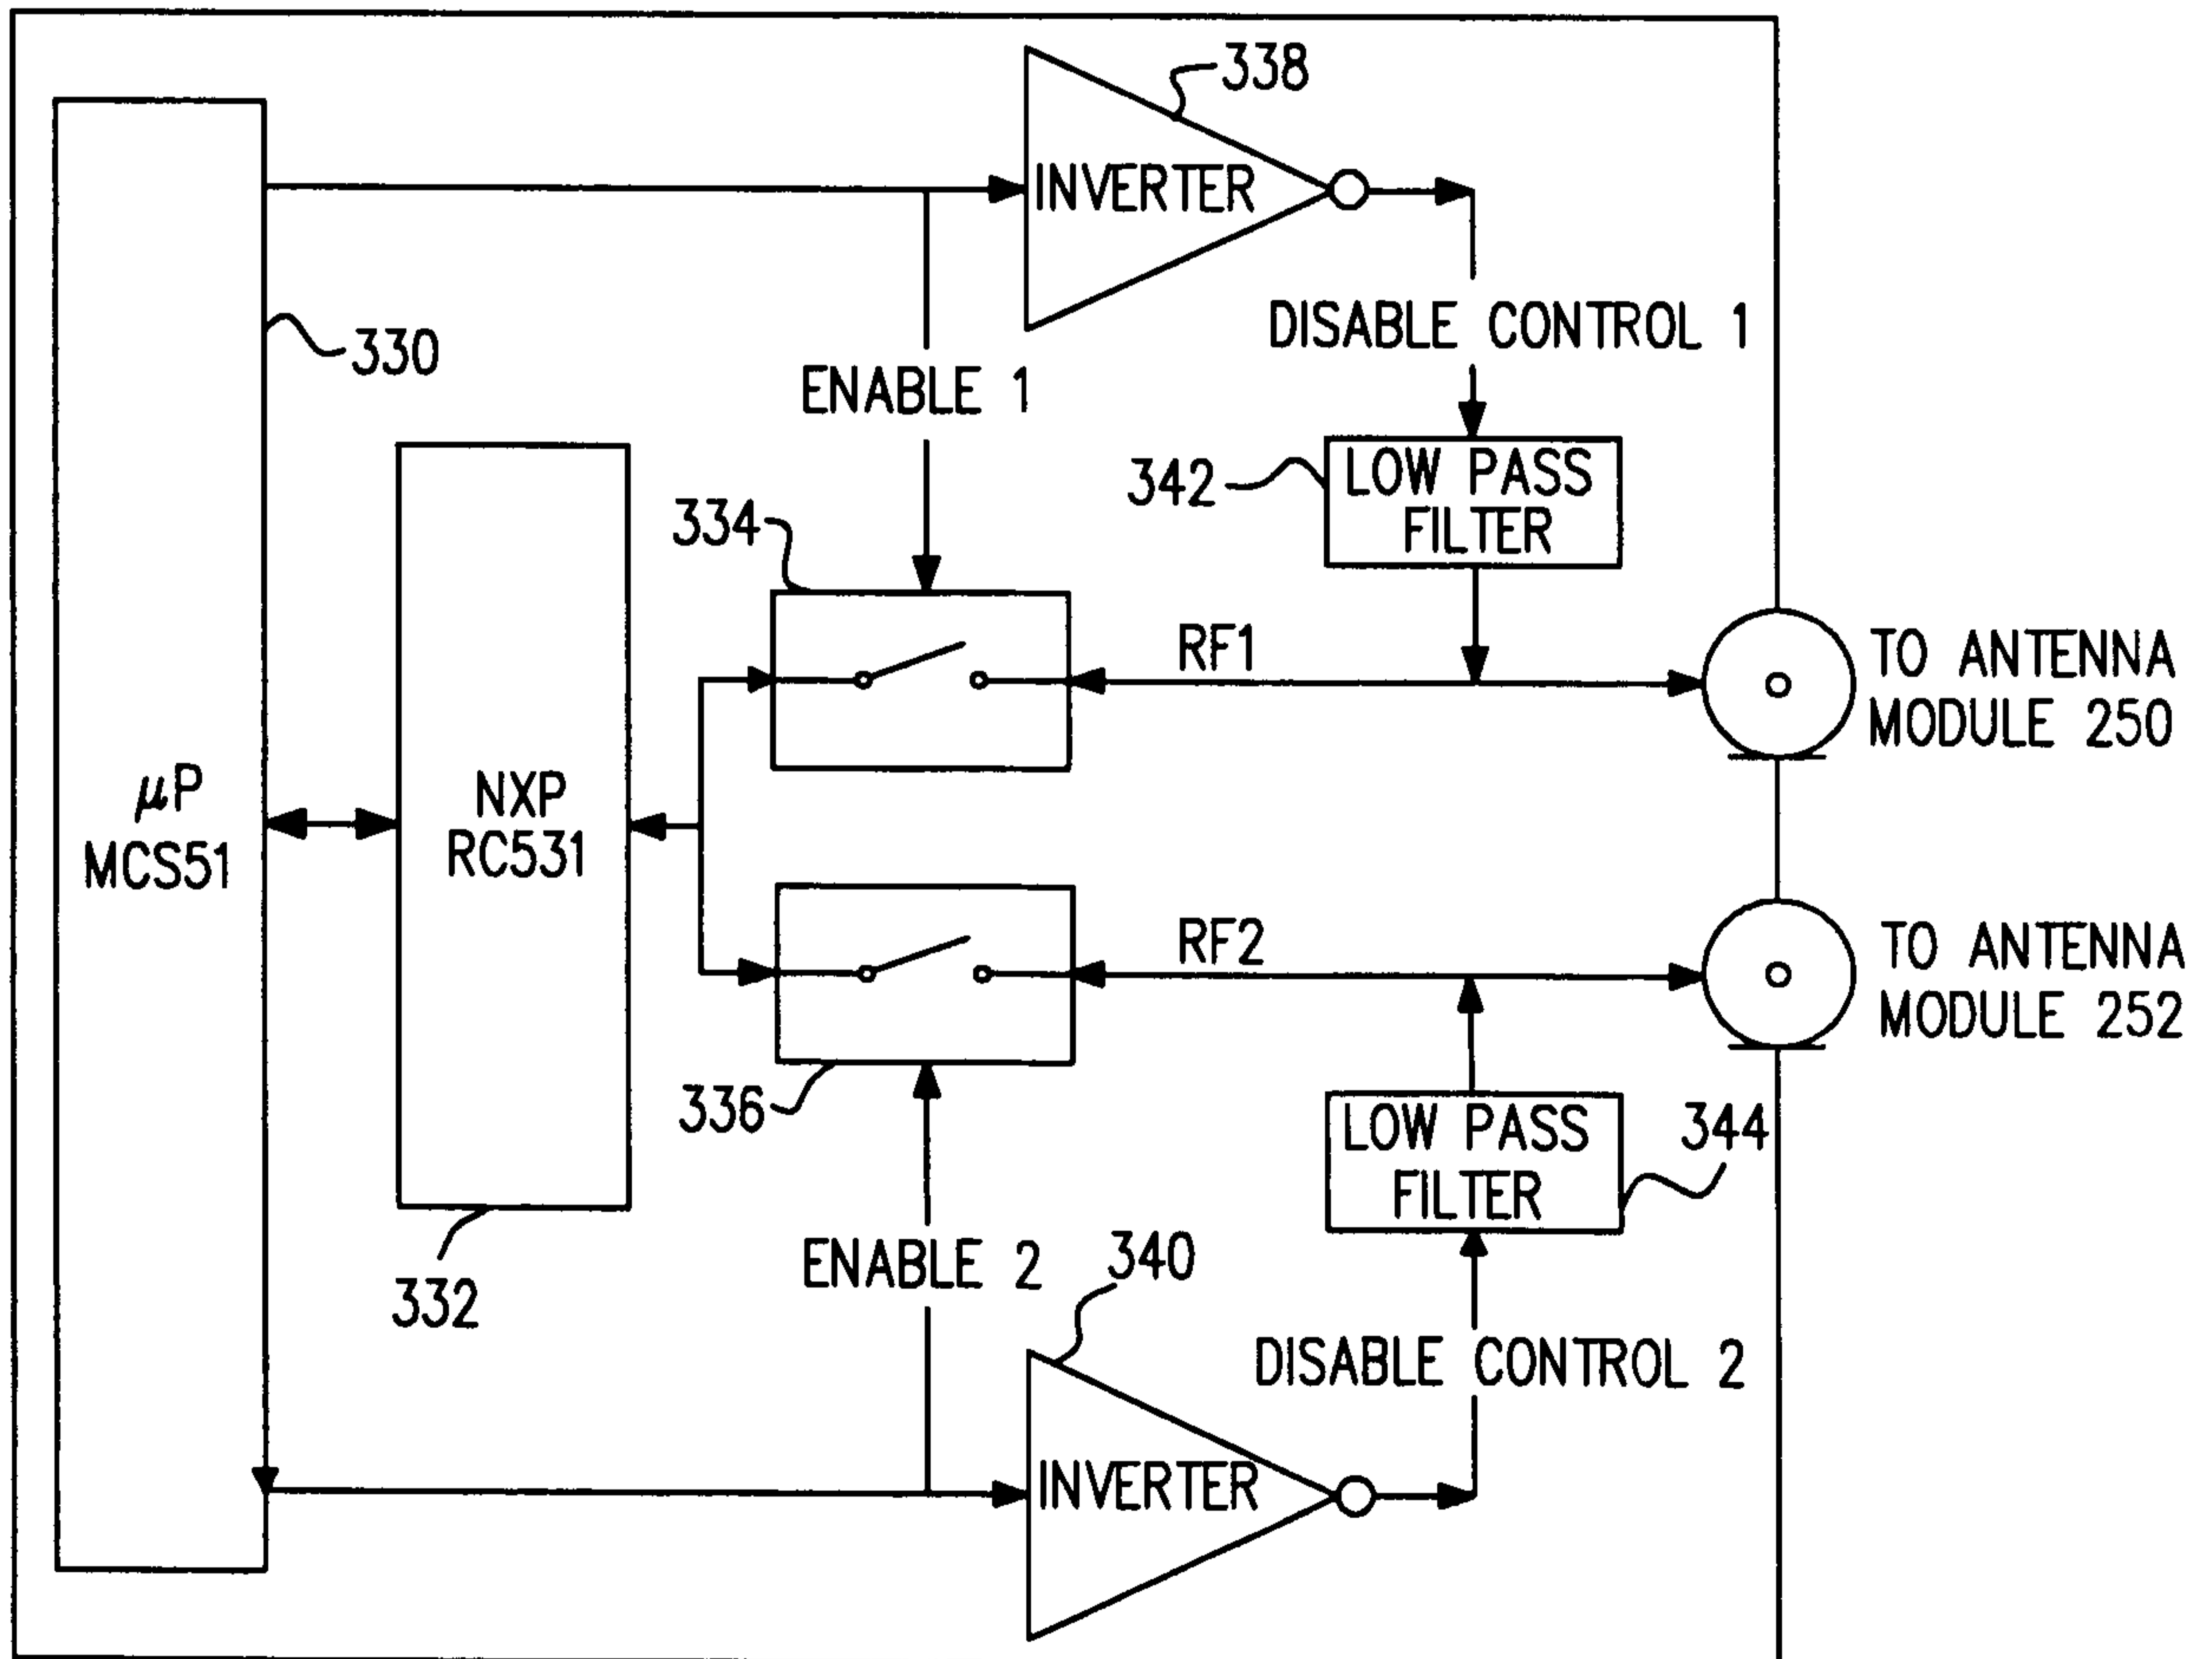 338
INVERTER
330
ENABLE 1
DISABLE CONTROL 1
342
LOW PASS
FILTER
334
RF1
TO ANTENNA
MODULE 250
μP
MCS51
NXP
RC531
RF2
TO ANTENNA
MODULE 252
336
LOW PASS
FILTER
344
332
ENABLE 2
340
DISABLE CONTROL 2
INVERTER